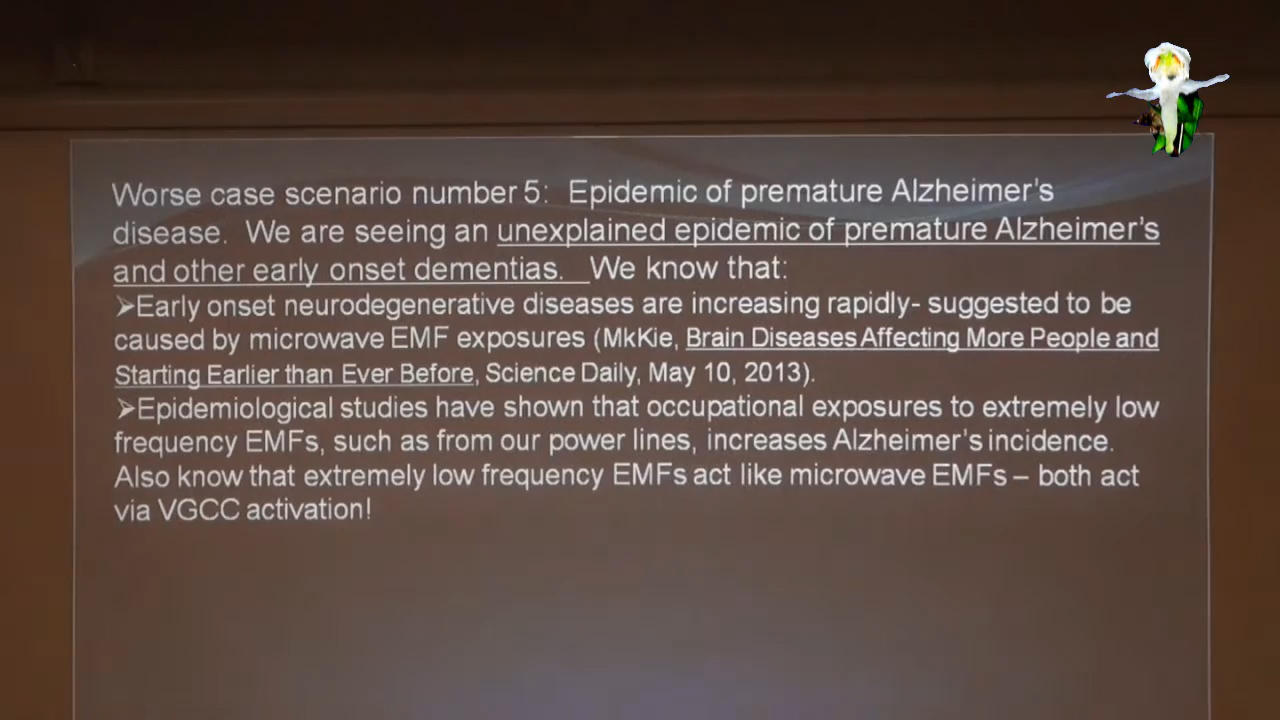 Worse case scenario number 5:  Epidemic of premature Alzheimer's
disease.  We are seeing an unexplained epidemic of premature Alzheimer's
and other early onset dementias.   We know that:
➢Early onset neurodegenerative diseases are increasing rapidly- suggested to be
caused by microwave EMF exposures (MkKie, Brain Diseases Affecting More People and
Starting Earlier than Ever Before, Science Daily, May 10, 2013).
➢Epidemiological studies have shown that occupational exposures to extremely low
frequency EMFs, such as from our power lines, increases Alzheimer's incidence.
Also know that extremely low frequency EMFs act like microwave EMFs – both act
via VGCC activation!